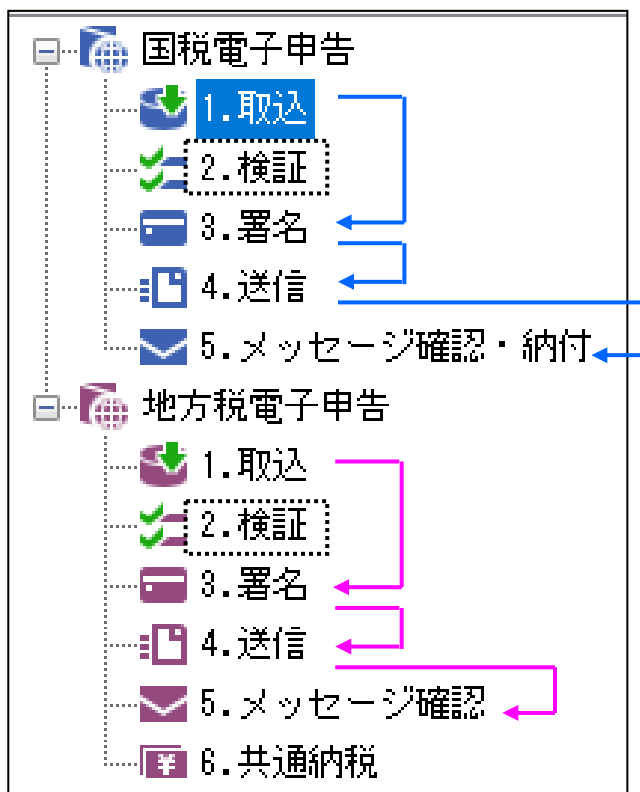 国税電子申告
1.取込
2.検証
3.署名
4.送信
5.メッセージ確認・納付
地方税電子申告
1.取込
2.検証
3.署名
4.送信
5.メッセージ確認
¥ 6.共通納税